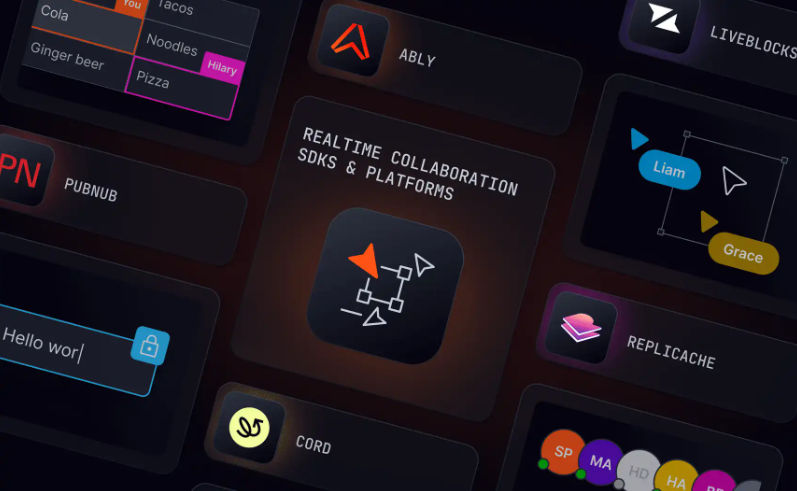 You
Cola
Tacos
Ginger beer
Noodles
Hilary
Pizza
ABLY
LIVEBLOCKS
PN
PUBNUB
REALTIME COLLABORATION
SDKS & PLATFORMS
Liam
Grace
Hello wor
REPLICACHE
CORD
SP
MA
HD
HA